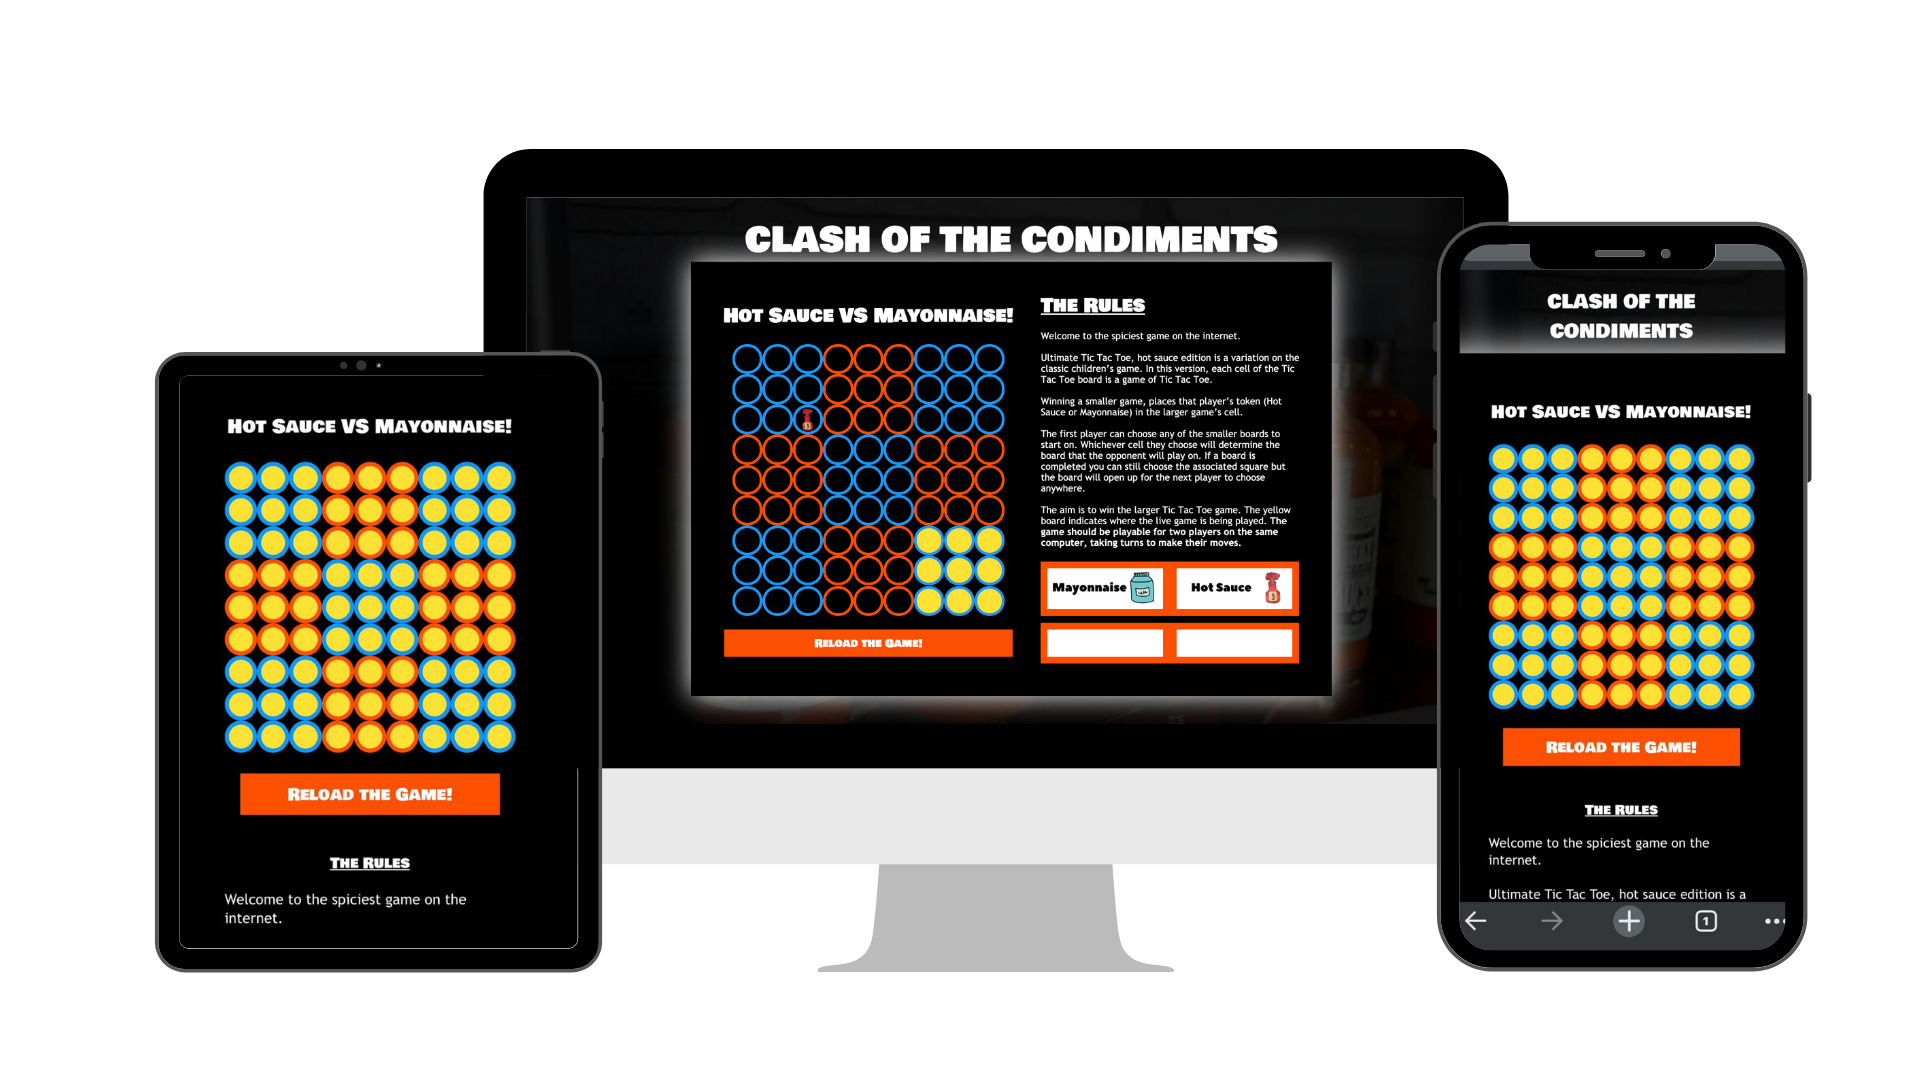 CLASH OF THE CONDIMENTS
HOT SAUCE VS MAYONNAISE!
RELOAD THE GAME!
THE RULES
Welcome to the spiciest game on the internet.
Ultimate Tic Tac Toe, hot sauce edition is a variation on the
classic children's game. In this version, each cell of the Tic
Tac Toe board is a game of Tic Tac Toe.
Winning a smaller game, places that player's token (Hot
Sauce or Mayonnaise) in the larger game's cell.
The first player can choose any of the smaller boards to
start on. Whichever cell they choose will determine the
board that the opponent will play on. If a board is
completed you can still choose the associated square but
the board will open up for the next player to choose
anywhere.
The aim is to win the larger Tic Tac Toe game. The yellow
board indicates where the live game is being played. The
game should be playable for two players on the same
computer, taking turns to make their moves.
Mayonnaise
Hot Sauce
HOT SAUCE VS MAYONNAISE!
RELOAD THE GAME!
THE RULES
Welcome to the spiciest game on the
internet.
CLASH OF THE
CONDIMENTS
HOT SAUCE VS MAYONNAISE!
RELOAD THE GAME!
THE RULES
Welcome to the spiciest game on the
internet.
Ultimate Tic Tac Toe, hot sauce edition is a
1